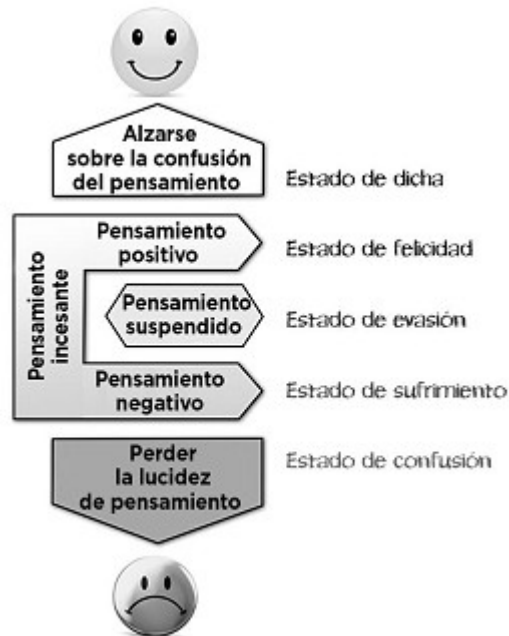 Alzarse
sobre la confusión
del pensamiento
Estado de dicha
Pensamiento
incesante
Pensamiento
positivo
Estado de felicidad
Pensamiento
suspendido
Estado de evasión
Pensamiento
negativo
Estado de sufrimiento
Perder
la lucidez
de pensamiento
Estado de confusión